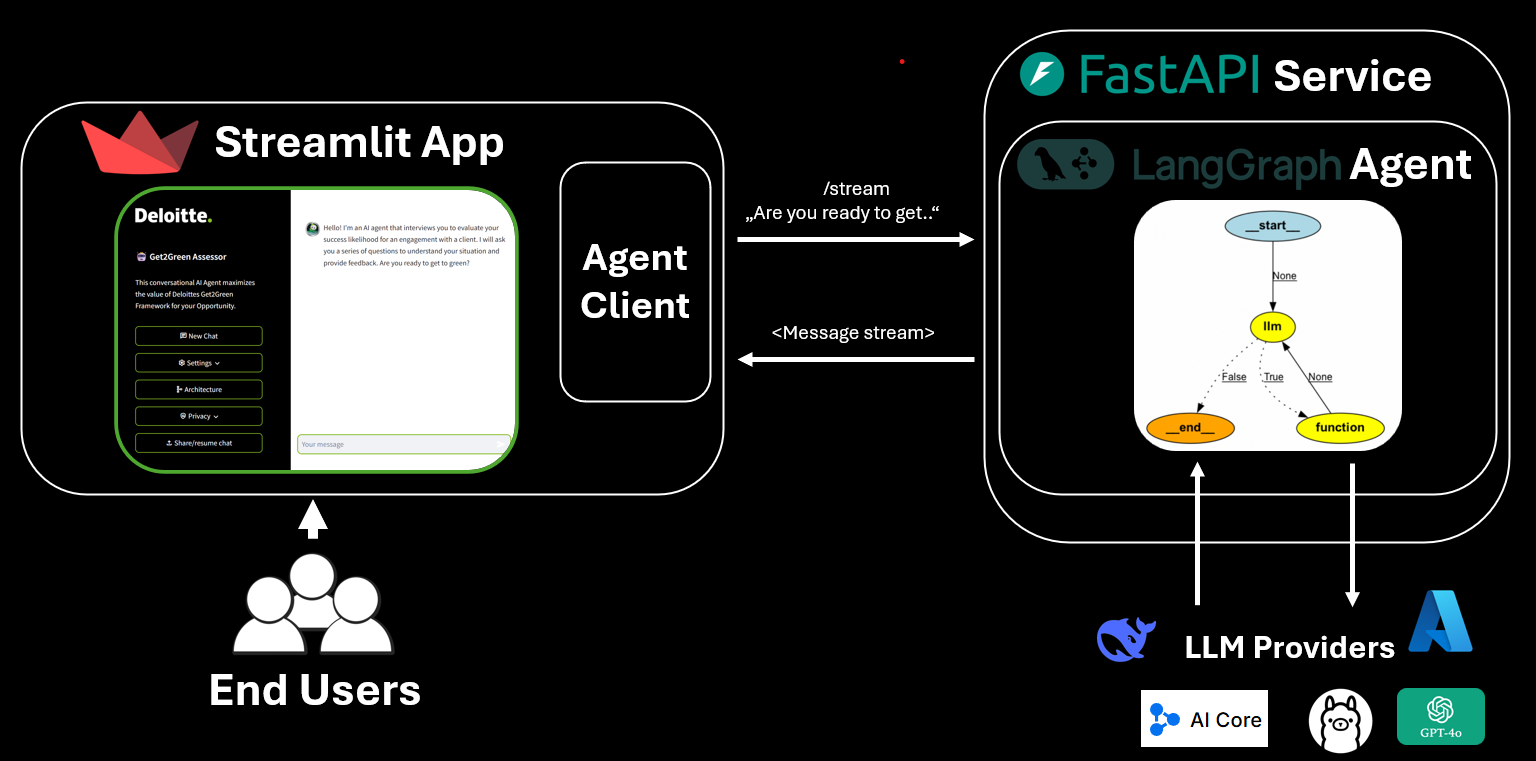 FastAPI Service
LangGraph Agent
Streamlit App
Deloitte.
Get2Green Assessor
This conversational AI Agent maximizes
the value of Deloittes Get2Green
Framework for your Opportunity.
New Chat
Settings
Architecture
Privacy
Share/resume chat
Hello! I'm an AI agent that interviews you to evaluate your
success likelihood for an engagement with a client. I will ask
you a series of questions to understand your situation and
provide feedback. Are you ready to get to green?
Your message
Agent
Client
/stream
„Are you ready to get..“
<Message stream>
__start__
None
llm
False
True
None
__end__
function
End Users
LLM Providers
AI Core
GPT-4o